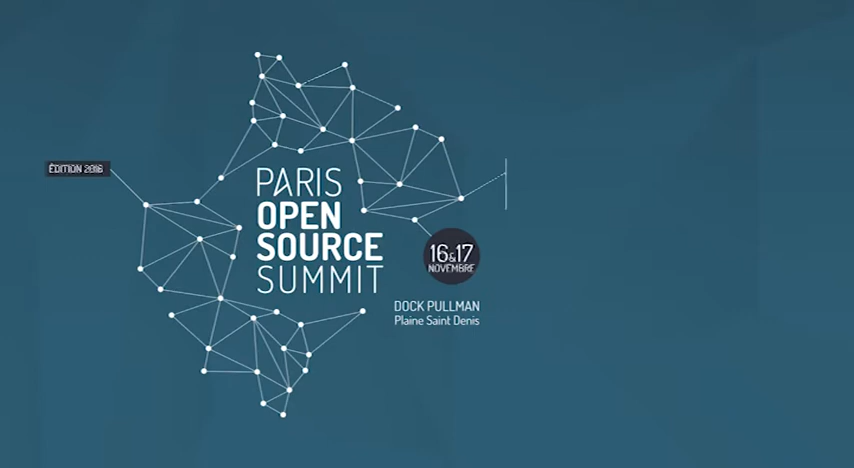 ÉDITION 2016
PARIS
OPEN
SOURCE
SUMMIT
16&17
NOVEMBRE
DOCK PULLMAN
Plaine Saint Denis